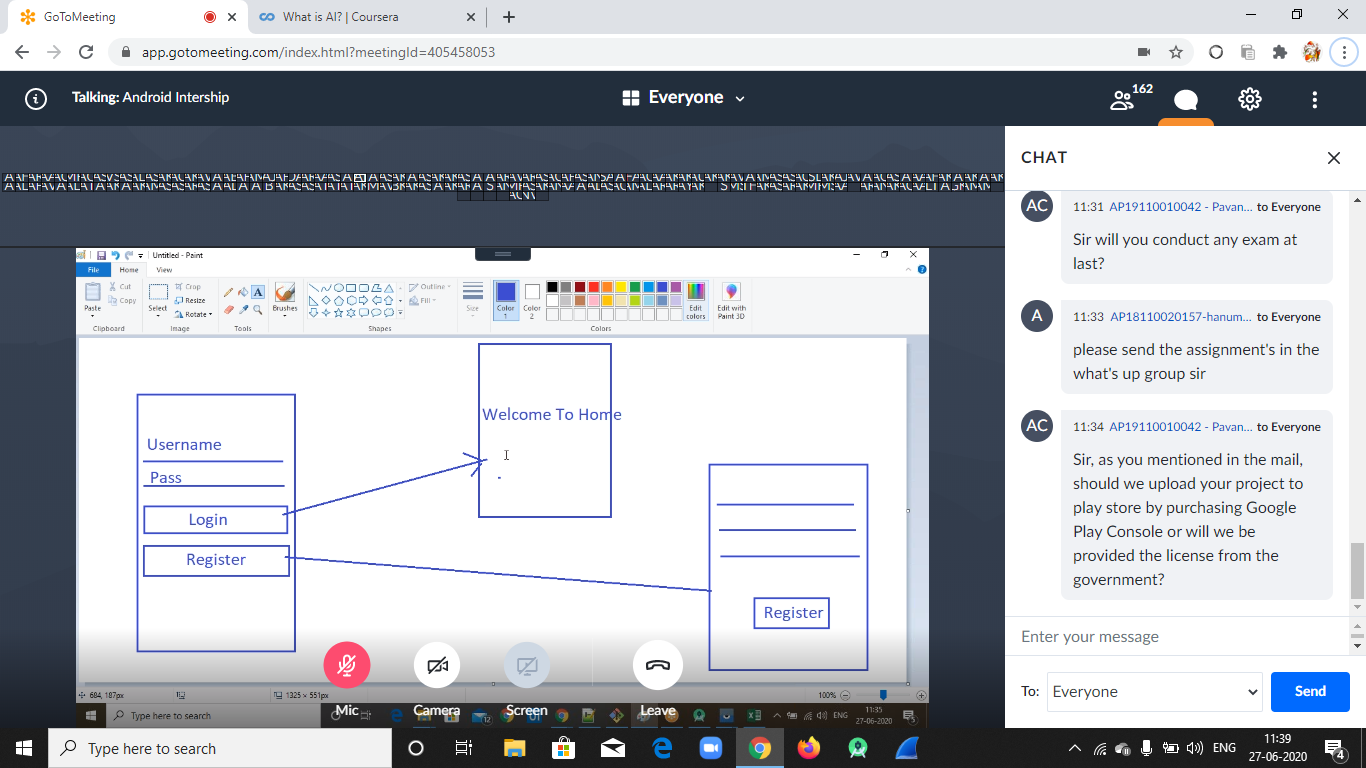 GoToMeeting
What is AI? | Coursera
app.gotomeeting.com/index.html?meetingId=405458053
Talking: Android Intership
Everyone
162
CHAT
Untitled - Paint
File Home View
Paste
Cut
Copy
Clipboard
Select
Crop
Resize
Rotate
Image
A
Tools
Brushes
Shapes
Outline
Fill
Size
Color 1
Color 2
Edit colors
Colors
Edit with Paint 3D
Username
Pass
Login
Register
Welcome To Home
Register
684, 187px
1325 × 551px
100%
Type here to search
ENG
11:35
27-06-2020
Mic
Camera
Screen
Leave
AC
11:31 AP19110010042 - Pavan... to Everyone
Sir will you conduct any exam at
last?
A
11:33 AP18110020157-hanum... to Everyone
please send the assignment's in the
what's up group sir
AC
11:34 AP19110010042 - Pavan... to Everyone
Sir, as you mentioned in the mail,
should we upload your project to
play store by purchasing Google
Play Console or will we be
provided the license from the
government?
Enter your message
To: Everyone Send
Type here to search
ENG
11:39
27-06-2020
4